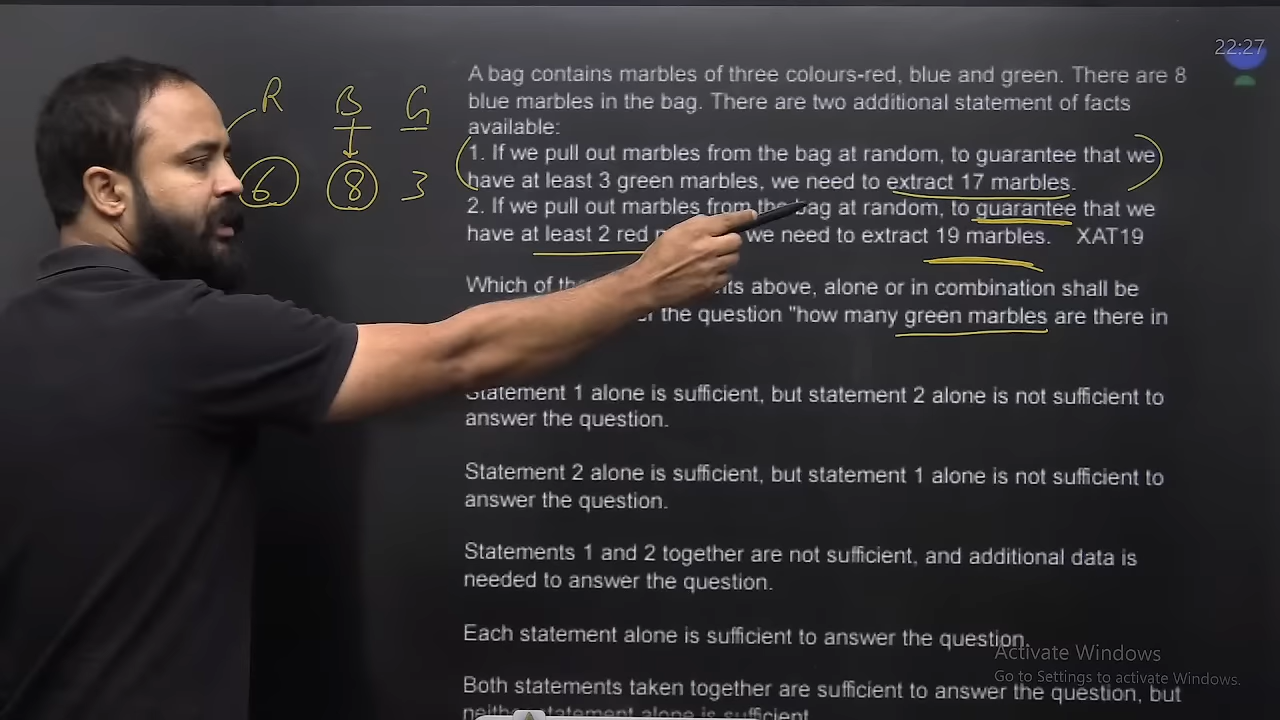 22:27
R B G
6 8 3
A bag contains marbles of three colours-red, blue and green. There are 8
blue marbles in the bag. There are two additional statement of facts
available:
1. If we pull out marbles from the bag at random, to guarantee that we
have at least 3 green marbles, we need to extract 17 marbles.
2. If we pull out marbles from the bag at random, to guarantee that we
have at least 2 red we need to extract 19 marbles. XAT19
Which of above, alone or in combination shall be
the question "how many green marbles are there in
Statement 1 alone is sufficient, but statement 2 alone is not sufficient to
answer the question.
Statement 2 alone is sufficient, but statement 1 alone is not sufficient to
answer the question.
Statements 1 and 2 together are not sufficient, and additional data is
needed to answer the question.
Each statement alone is sufficient to answer the question.
Activate Windows
Go to Settings to activate Windows.
Both statements taken together are sufficient to answer the question, but
neither statement alone is sufficient